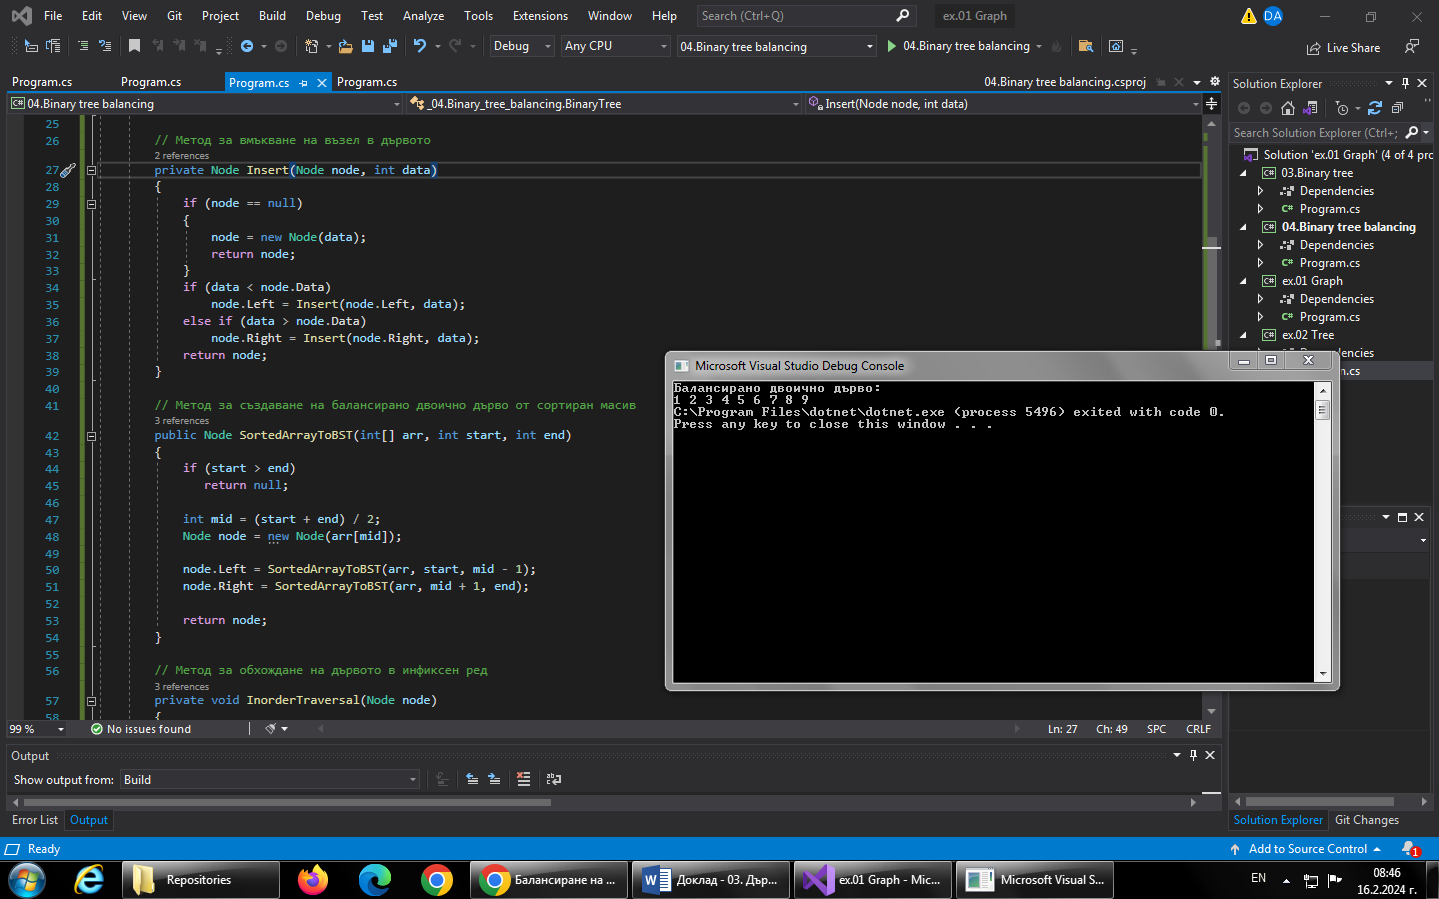 File Edit View Git Project Build Debug Test Analyze Tools Extensions Window Help Search (Ctrl+Q) ex.01 Graph DA
Debug Any CPU 04.Binary tree balancing 04.Binary tree balancing Live Share
Program.cs Program.cs Program.cs Program.cs 04.Binary tree balancing.csproj
04.Binary tree balancing _04.Binary_tree_balancing.BinaryTree Insert(Node node, int data)
25
26 // Метод за вмъкване на възел в дървото
2 references
27 private Node Insert(Node node, int data)
28 {
29 if (node == null)
30 {
31 node = new Node(data);
32 return node;
33 }
34 if (data < node.Data)
35 node.Left = Insert(node.Left, data);
36 else if (data > node.Data)
37 node.Right = Insert(node.Right, data);
38 return node;
39 }
40
41 // Метод за създаване на балансирано двоично дърво от сортиран масив
3 references
42 public Node SortedArrayToBST(int[] arr, int start, int end)
43 {
44 if (start > end)
45 return null;
46
47 int mid = (start + end) / 2;
48 Node node = new Node(arr[mid]);
49
50 node.Left = SortedArrayToBST(arr, start, mid - 1);
51 node.Right = SortedArrayToBST(arr, mid + 1, end);
52
53 return node;
54 }
55
56 // Метод за обхождане на дървото в инфиксен ред
3 references
57 private void InorderTraversal(Node node)
58 {
99 % No issues found Ln: 27 Ch: 49 SPC CRLF
Output
Show output from: Build
Error List Output
Microsoft Visual Studio Debug Console
Балансирано двоично дърво:
1 2 3 4 5 6 7 8 9
C:\Program Files\dotnet\dotnet.exe (process 5496) exited with code 0.
Press any key to close this window . . .
Solution Explorer
Search Solution Explorer (Ctrl+;
Solution 'ex.01 Graph' (4 of 4 pro
03.Binary tree
Dependencies
Program.cs
04.Binary tree balancing
Dependencies
Program.cs
ex.01 Graph
Dependencies
Program.cs
ex.02 Tree
Solution Explorer Git Changes
Ready Add to Source Control 1
Repositories Балансиране на ... Доклад - 03. Дър... ex.01 Graph - Mic... Microsoft Visual S... EN 08:46
16.2.2024 г.